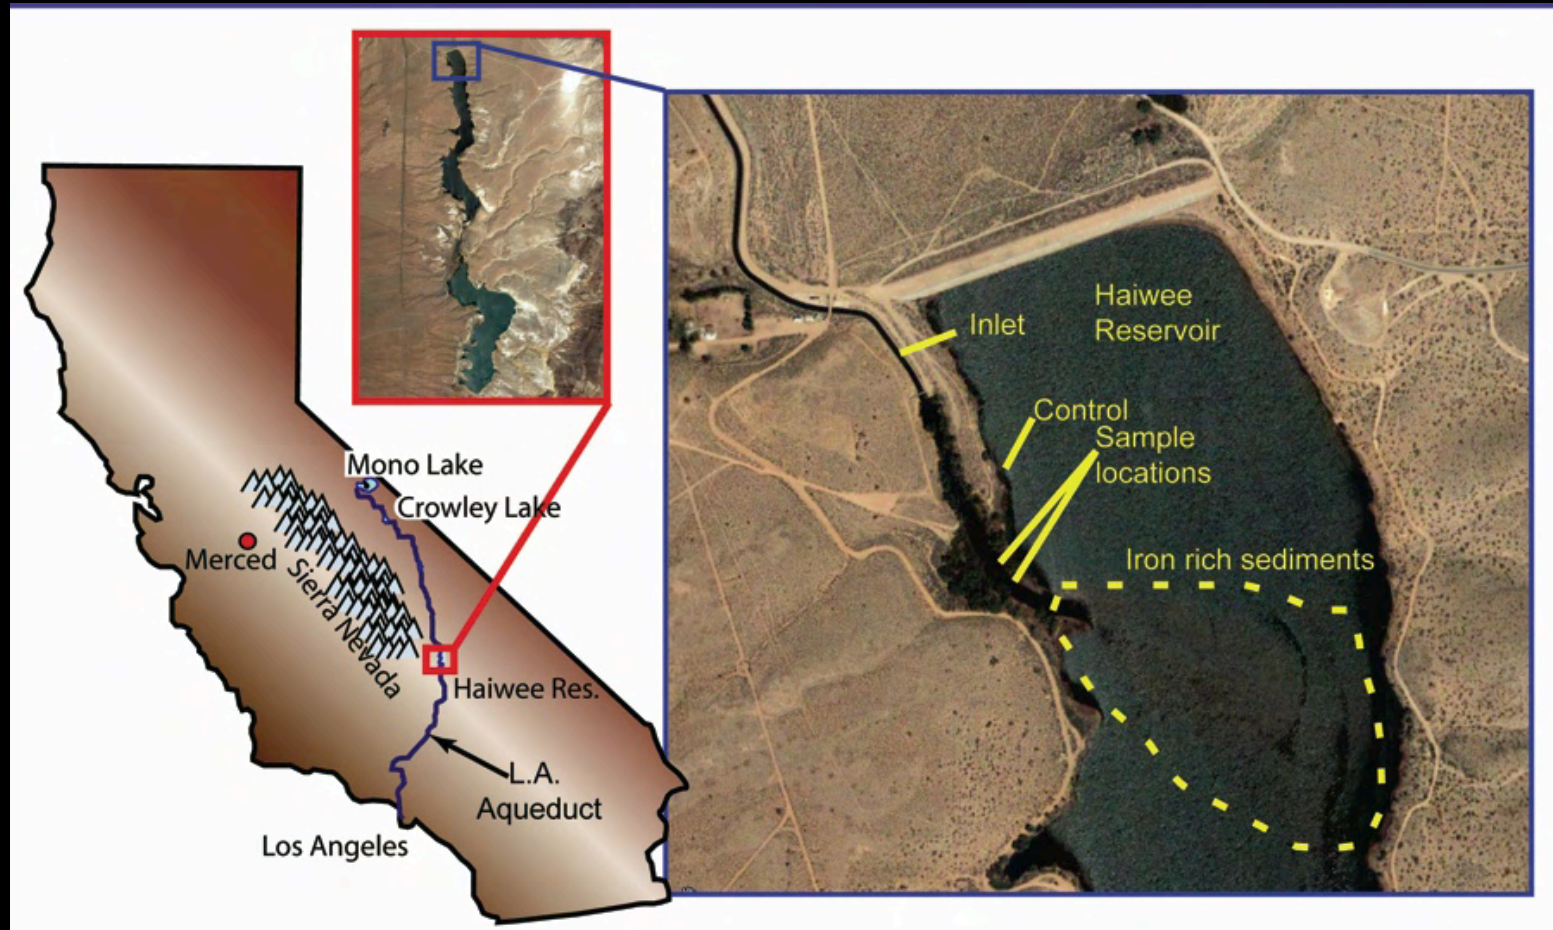 Mono Lake
Crowley Lake
Merced
Sierra Nevada
Haiwee Res.
L.A.
Aqueduct
Los Angeles
Haiwee
Reservoir
Inlet
Control
Sample
locations
Iron rich sediments